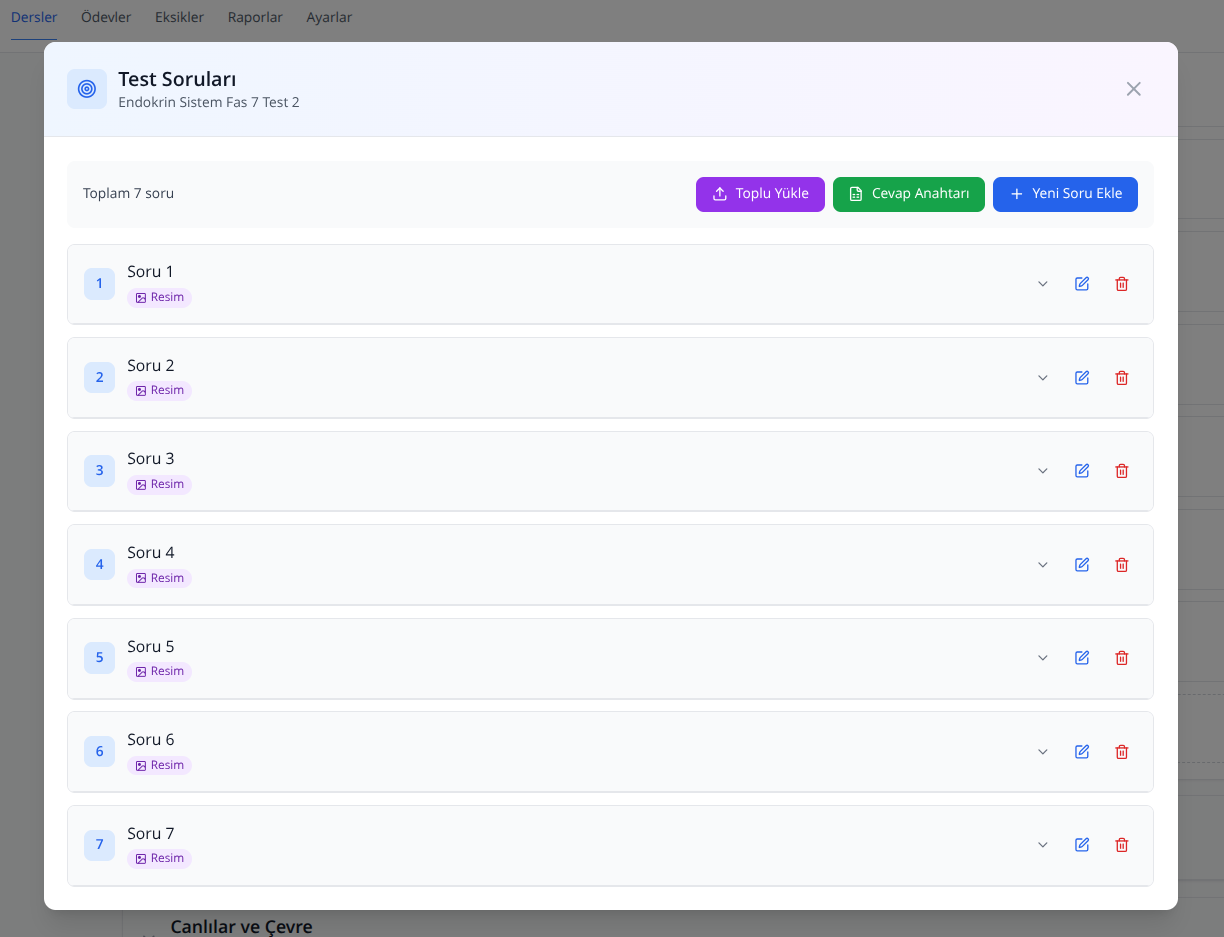 Dersler Ödevler Eksikler Raporlar Ayarlar
Test Soruları
Endokrin Sistem Fas 7 Test 2
Toplam 7 soru
Toplu Yükle
Cevap Anahtarı
Yeni Soru Ekle
1
Soru 1
Resim
2
Soru 2
Resim
3
Soru 3
Resim
4
Soru 4
Resim
5
Soru 5
Resim
6
Soru 6
Resim
7
Soru 7
Resim
Canlılar ve Çevre